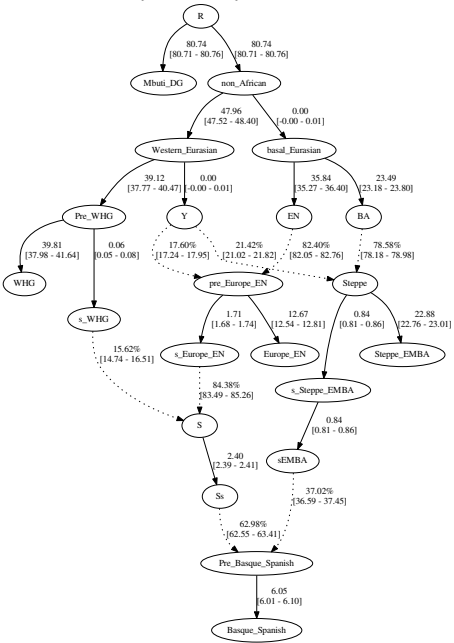 R
80.74 80.74
[80.71 - 80.76] [80.71 - 80.76]
Mbuti_DG non_African
47.96 0.00
[47.52 - 48.40] [-0.00 - 0.01]
Western_Eurasian basal_Eurasian
39.12 0.00 35.84 23.49
[37.77 - 40.47] [-0.00 - 0.01] [35.27 - 36.40] [23.18 - 23.80]
Pre_WHG Y EN BA
39.81 0.06 17.60% 21.42% 82.40% 78.58%
[37.98 - 41.64] [0.05 - 0.08] [17.24 - 17.95] [21.02 - 21.82] [82.05 - 82.76] [78.18 - 78.98]
WHG pre_Europe_EN Steppe
s_WHG 1.71 12.67 0.84 22.88
[1.68 - 1.74] [12.54 - 12.81] [0.81 - 0.86] [22.76 - 23.01]
s_Europe_EN Europe_EN Steppe_EMBA
15.62% 84.38%
[14.74 - 16.51] [83.49 - 85.26]
s_Steppe_EMBA
S 0.84
[0.81 - 0.86]
2.40 sEMBA
[2.39 - 2.41]
Ss 37.02%
[36.59 - 37.45]
62.98%
[62.55 - 63.41]
Pre_Basque_Spanish
6.05
[6.01 - 6.10]
Basque_Spanish